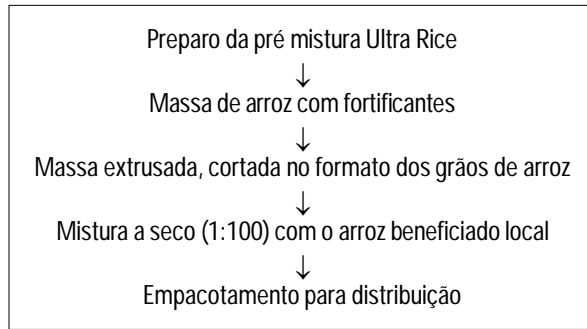 Preparo da pré mistura Ultra Rice
↓
Massa de arroz com fortificantes
↓
Massa extrusada, cortada no formato dos grãos de arroz
↓
Mistura a seco (1:100) com o arroz beneficiado local
↓
Empacotamento para distribuição